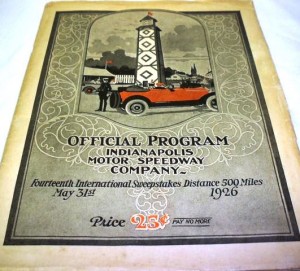 OFFICIAL PROGRAM
INDIANAPOLIS
MOTOR SPEEDWAY
COMPANY
Fourteenth International Sweepstakes Distance 500 Miles
May 31st 1926
Price 25¢ PAY NO MORE